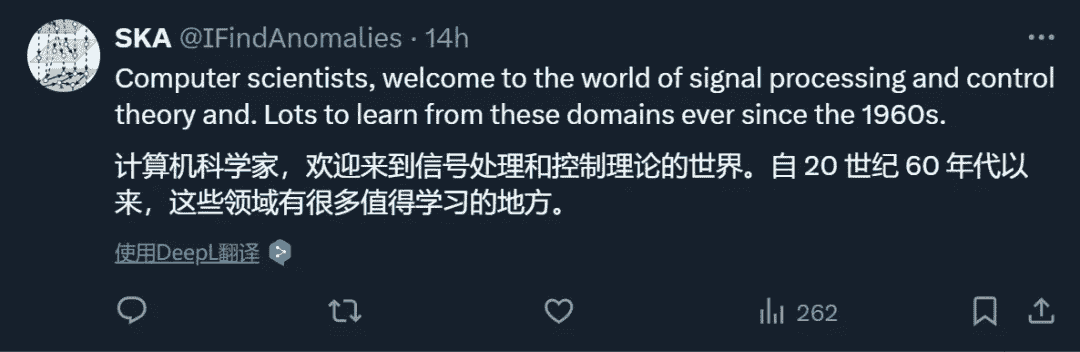 SKA @IFindAnomalies · 14h
Computer scientists, welcome to the world of signal processing and control
theory and. Lots to learn from these domains ever since the 1960s.
计算机科学家，欢迎来到信号处理和控制理论的世界。自 20 世纪 60 年代以
来，这些领域有很多值得学习的地方。
使用DeepL翻译
262